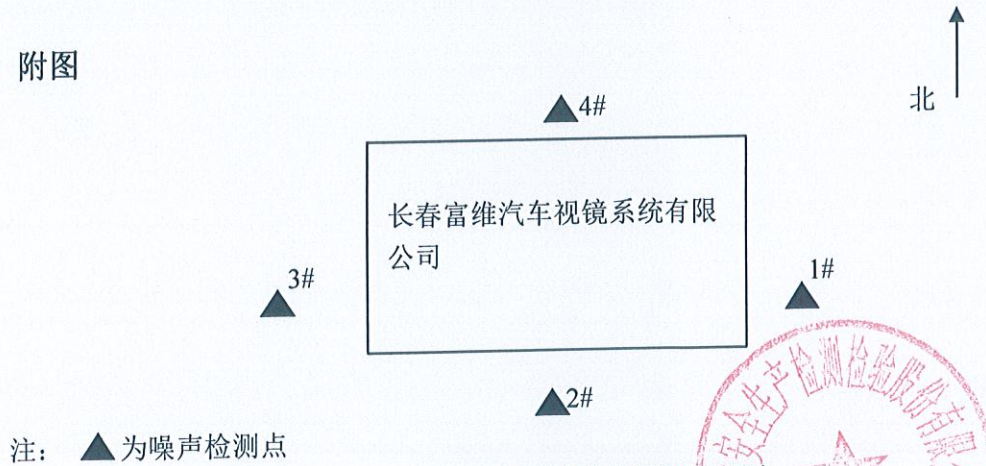 附图
北
▲4#
长春富维汽车视镜系统有限
公司
▲3#
▲1#
▲2#
注： ▲为噪声检测点
安全生产检测检验股份有限